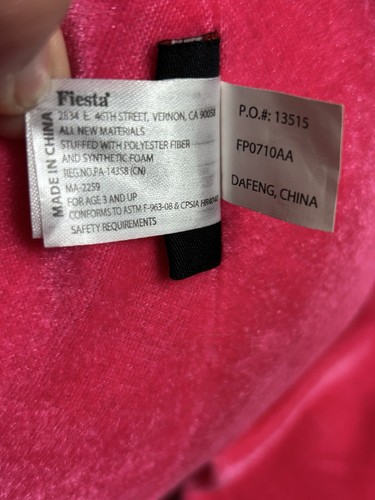 Fiesta®
2834 E. 46TH STREET, VERNON, CA 90058
ALL NEW MATERIALS
STUFFED WITH POLYESTER FIBER
AND SYNTHETIC FOAM
REG.NO.PA-14358 (CN)
MA-2259
FOR AGE 3 AND UP
CONFORMS TO ASTM F-963-08 & CPSIA HR4040
SAFETY REQUIREMENTS
MADE IN CHINA
P.O.#: 13515
FP0710AA
DAFENG, CHINA